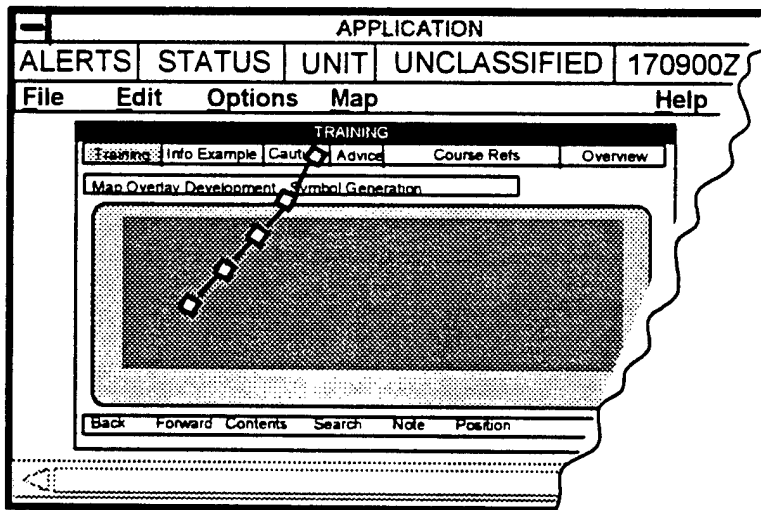 APPLICATION
ALERTS STATUS UNIT UNCLASSIFIED 170900Z
File Edit Options Map Help
TRAINING
Training Info Example Advice Course Refs Overview
Map Overlay Development Symbol Generation
Back Forward Contents Search Note Position